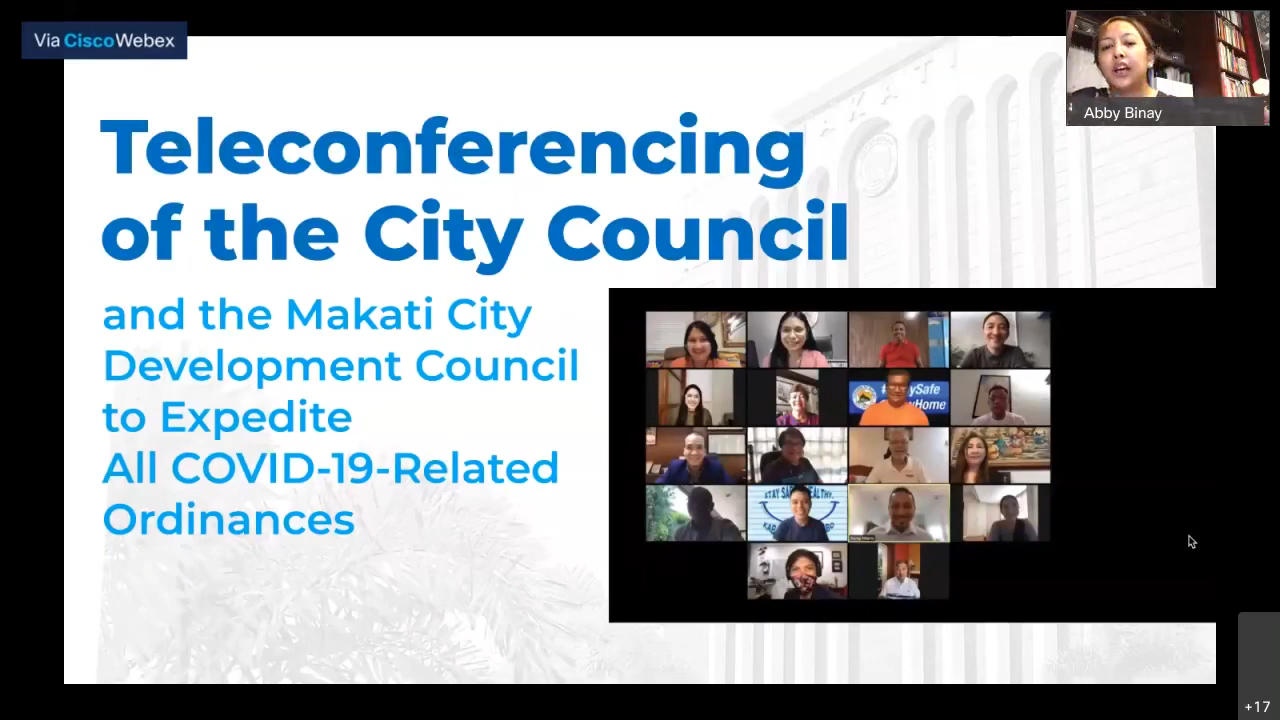 Via CiscoWebex
Abby Binay
MAKATI
Teleconferencing
of the City Council
and the Makati City
Development Council
to Expedite
All COVID-19-Related
Ordinances
+17